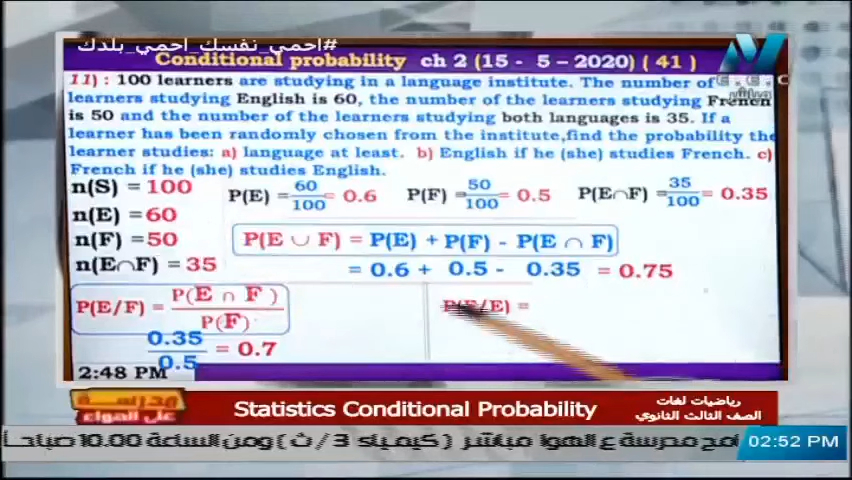 #احمي_نفسك_احمي_بلدك
Conditional probability ch 2 (15 - 5 – 2020) ( 41 )
11) : 100 learners are studying in a language institute. The number of
learners studying English is 60, the number of the learners studying French
is 50 and the number of the learners studying both languages is 35. If a
learner has been randomly chosen from the institute,find the probability the
learner studies: a) language at least. b) English if he (she) studies French. c)
French if he (she) studies English.
n(S) =100
n(E) =60
n(F) =50
n(E∩F) =35
P(E) = 60/100 = 0.6 P(F) = 50/100 = 0.5 P(E∩F) = 35/100 = 0.35
P(E ∪ F) = P(E) + P(F) - P(E ∩ F)
= 0.6 + 0.5 - 0.35 = 0.75
P(E/F) = P(E ∩ F) / P(F)
0.35/0.5 = 0.7
/E) =
2:48 PM
مدرسة
على الهواء
Statistics Conditional Probability
رياضيات لغات
الصف الثالث الثانوي
امج مدرسة ع الهوا مباشر ( كيمياء 3 / ث ) ومن الساعة 10.00 صباحـاً
02:52 PM